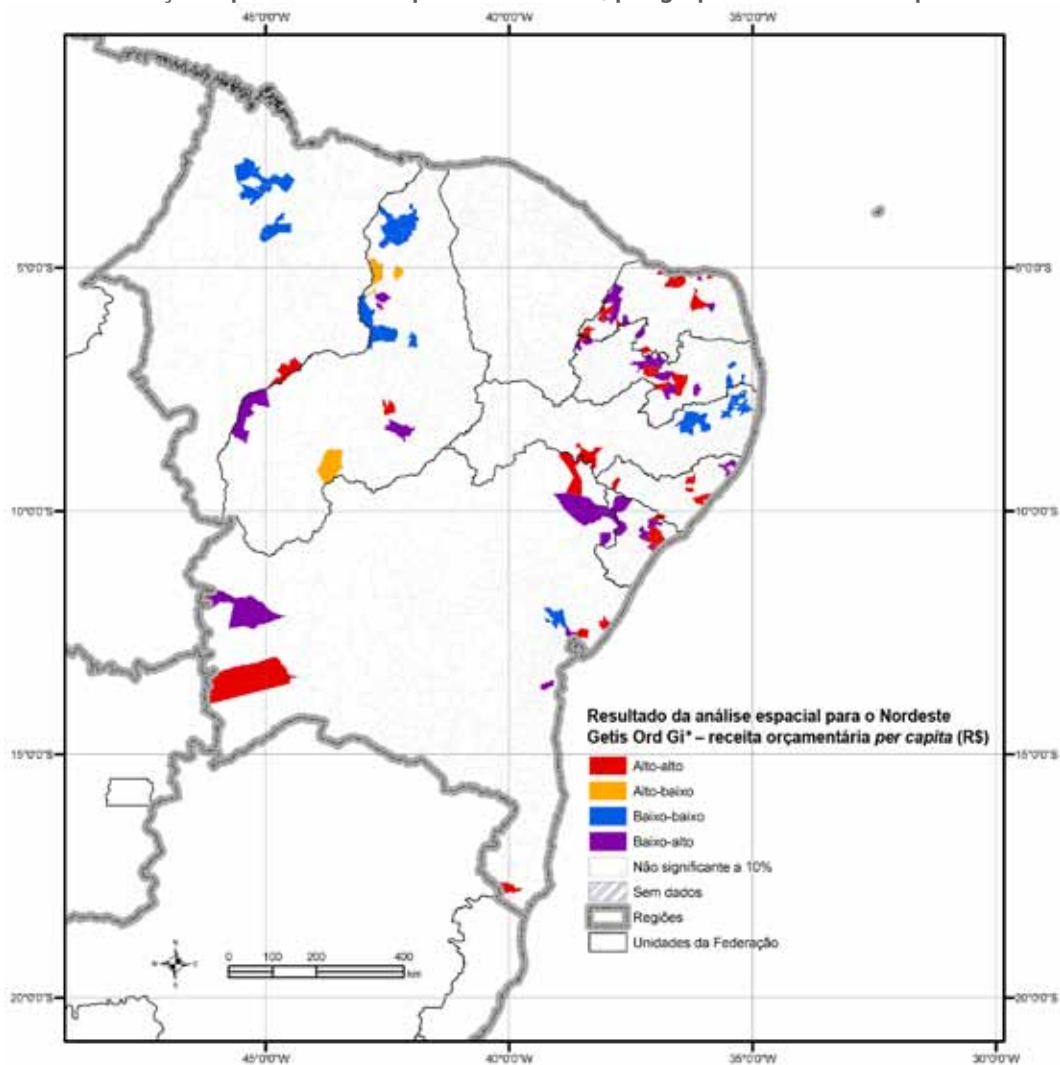 45°0'0"W 40°0'0"W 35°0'0"W
5°0'0"S 5°0'0"S
10°0'0"S 10°0'0"S
Resultado da análise espacial para o Nordeste
Getis Ord Gi* – receita orçamentária per capita (R$)
Alto-alto
Alto-baixo
15°0'0"S 15°0'0"S
Baixo-baixo
Baixo-alto
Não significante a 10%
Sem dados
Regiões
Unidades da Federação
N
W E
S
0 100 200 400
km
20°0'0"S 20°0'0"S
45°0'0"W 40°0'0"W 35°0'0"W 30°0'0"W